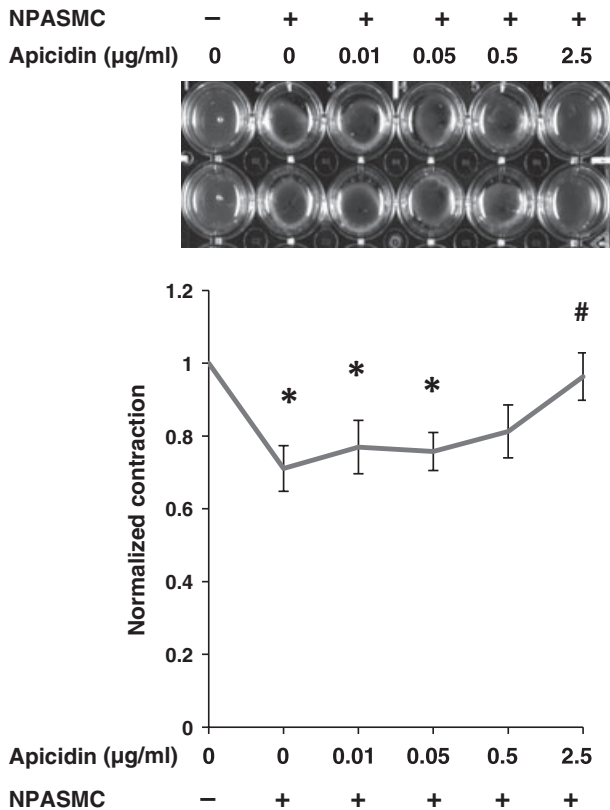 NPASMC – + + + + +
Apicidin (µg/ml) 0 0 0.01 0.05 0.5 2.5
1.2
1
0.8
0.6
0.4
0.2
0
Normalized contraction
* * * #
Apicidin (µg/ml) 0 0 0.01 0.05 0.5 2.5
NPASMC – + + + + +